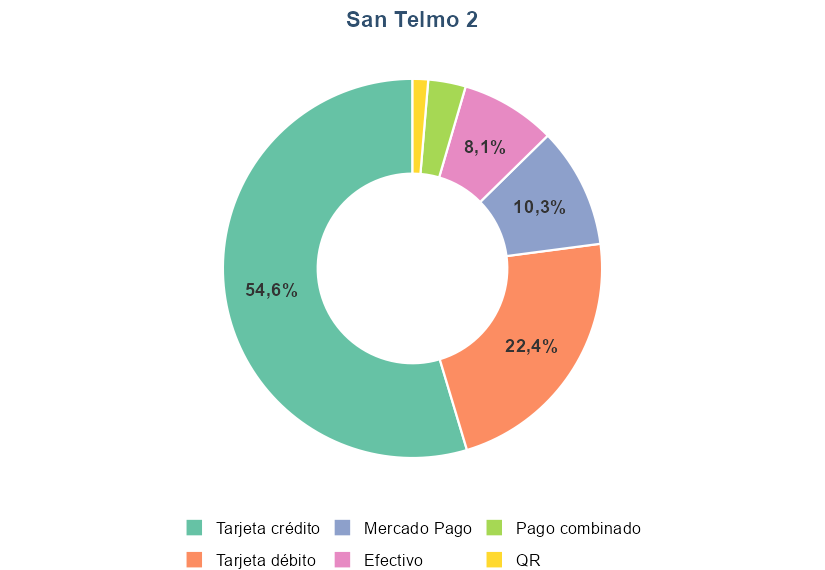 San Telmo 2
8,1%
10,3%
54,6%
22,4%
Tarjeta crédito Mercado Pago Pago combinado
Tarjeta débito Efectivo QR